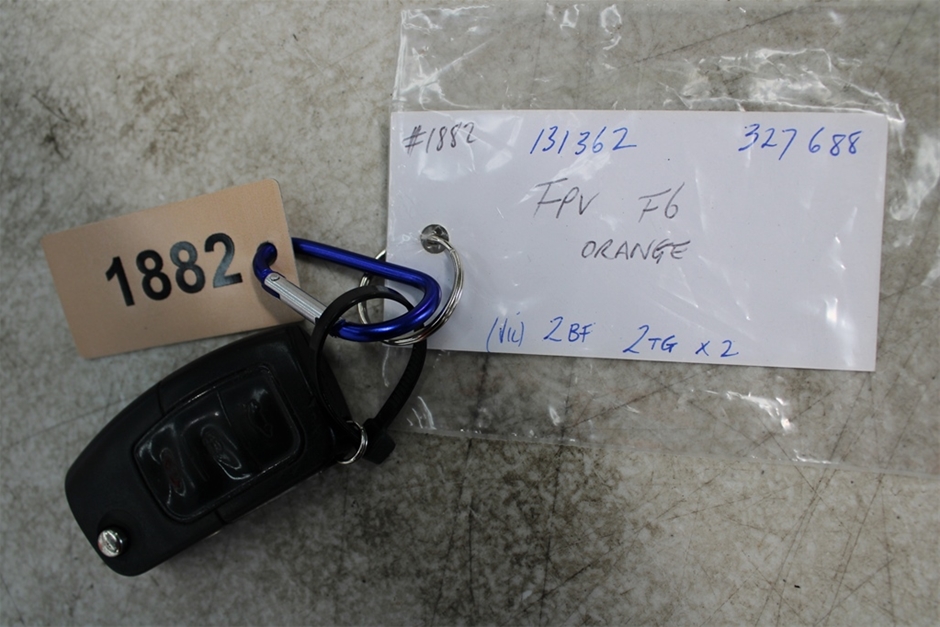 1882
#1882 131362 327688
FPV F6
ORANGE
(Vic) 2BF 2TG x 2